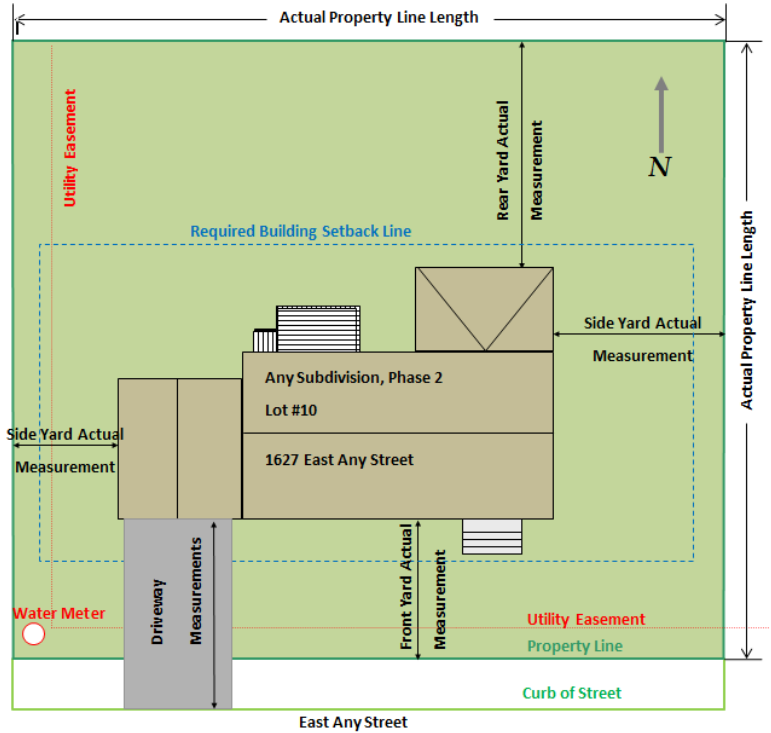 Actual Property Line Length
Utility Easement
Rear Yard Actual
Measurement
N
Required Building Setback Line
Side Yard Actual
Measurement
Actual Property Line Length
Any Subdivision, Phase 2
Lot #10
1627 East Any Street
Side Yard Actual
Measurement
Driveway
Measurements
Front Yard Actual
Measurement
Water Meter
Utility Easement
Property Line
Curb of Street
East Any Street